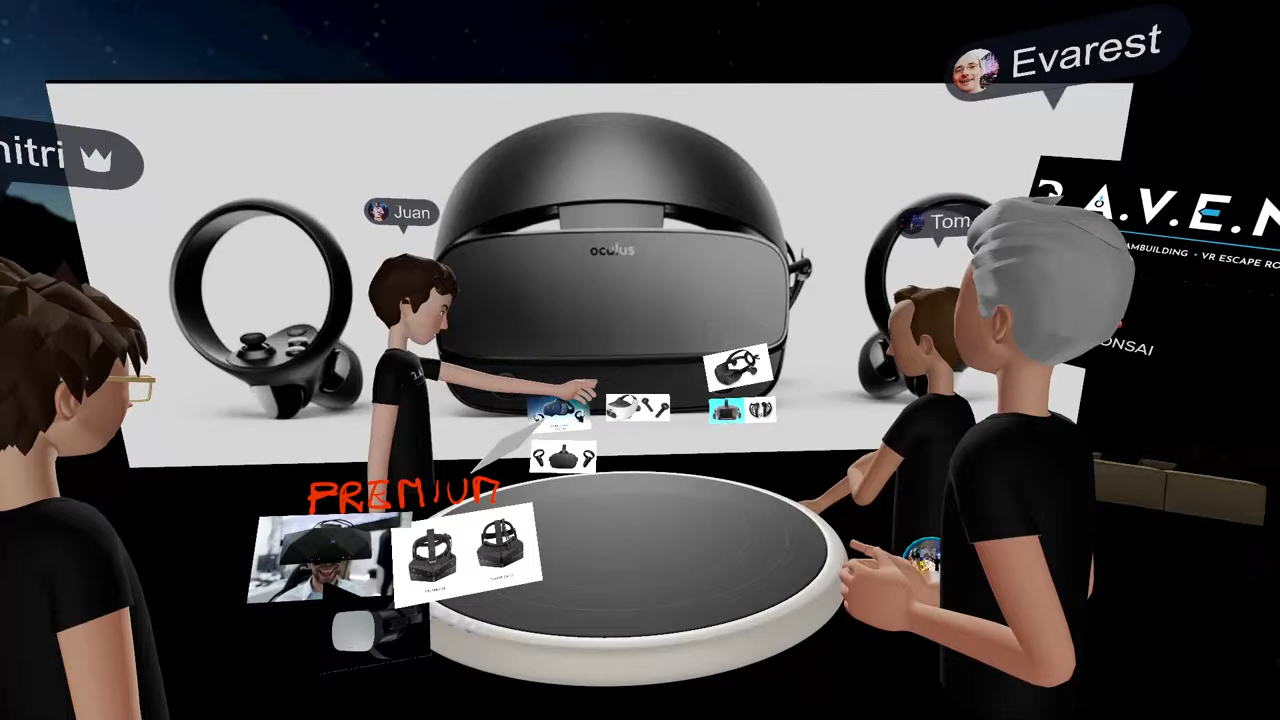 Evarest
nitri
Juan
Tom
oculus
.A.V.E.N
AMBUILDING • VR ESCAPE RO
ONSAI
PREMIUM